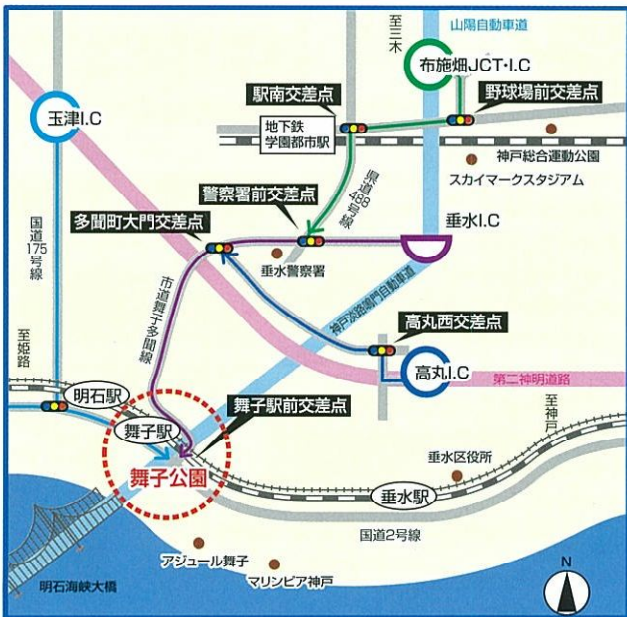 至三木
山陽自動車道
布施畑JCT・I.C
駅南交差点
野球場前交差点
玉津I.C
地下鉄
学園都市駅
神戸総合運動公園
スカイマークスタジアム
県道488号線
警察署前交差点
多聞町大門交差点
垂水I.C
国道175号線
垂水警察署
市道舞子多聞線
神戸淡路鳴門自動車道
高丸西交差点
至姫路
高丸I.C
第二神明道路
明石駅
舞子駅前交差点
至神戸
舞子駅
舞子公園
垂水区役所
垂水駅
国道2号線
アジュール舞子
マリンピア神戸
明石海峡大橋
N